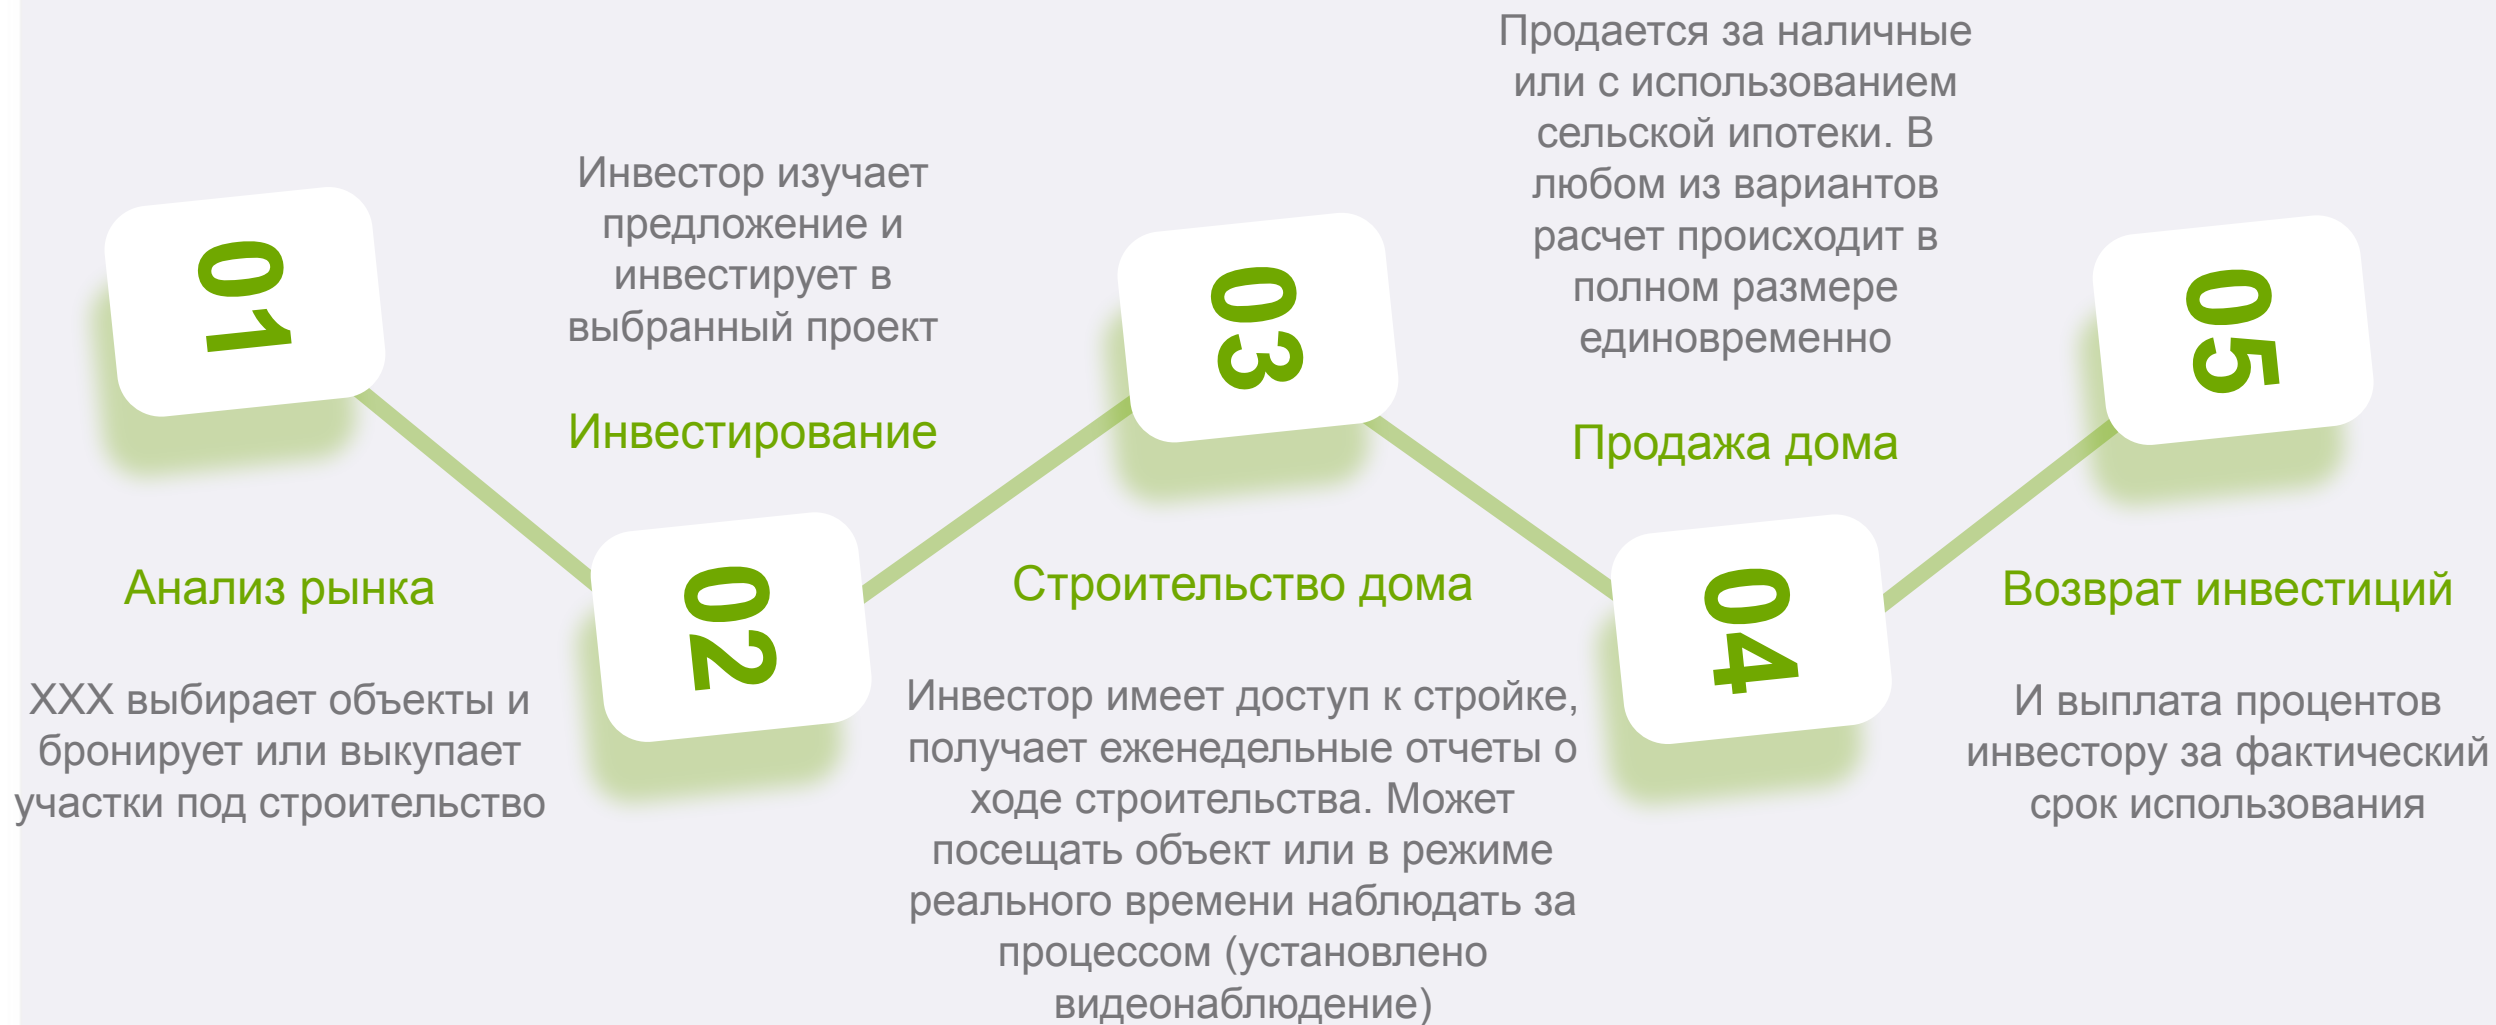 01
Анализ рынка
ХХХ выбирает объекты и
бронирует или выкупает
участки под строительство
Инвестор изучает
предложение и
инвестирует в
выбранный проект
Инвестирование
02
03
Строительство дома
Инвестор имеет доступ к стройке,
получает еженедельные отчеты о
ходе строительства. Может
посещать объект или в режиме
реального времени наблюдать за
процессом (установлено
видеонаблюдение)
Продается за наличные
или с использованием
сельской ипотеки. В
любом из вариантов
расчет происходит в
полном размере
единовременно
Продажа дома
04
05
Возврат инвестиций
И выплата процентов
инвестору за фактический
срок использования